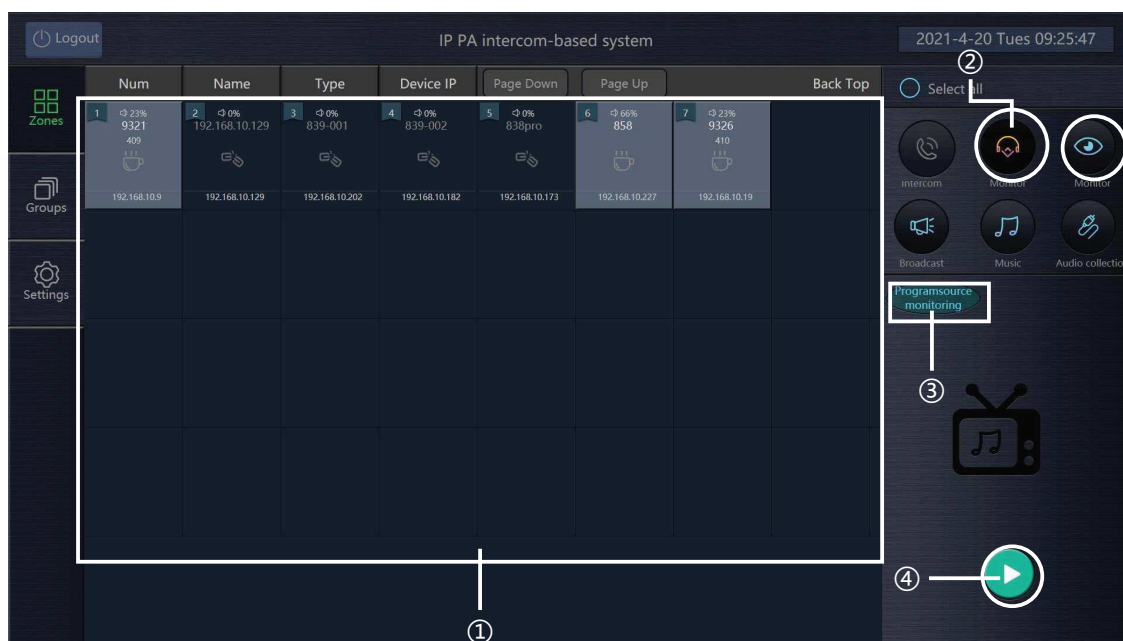 Logout
IP PA intercom-based system
2021-4-20 Tues 09:25:47
②
Zones
Num Name Type Device IP Page Down Page Up Back Top
Select all
1 23% 9321 409 192.168.10.9
2 0% 192.168.10.129 192.168.10.129
3 0% 839-001 192.168.10.202
4 0% 839-002 192.168.10.182
5 0% 838pro 192.168.10.173
6 66% 858 192.168.10.227
7 23% 9326 410 192.168.10.19
Intercom Monitor Monitor
Groups
Broadcast Music Audio collectio
Settings
Programsource
monitoring
③
④
①